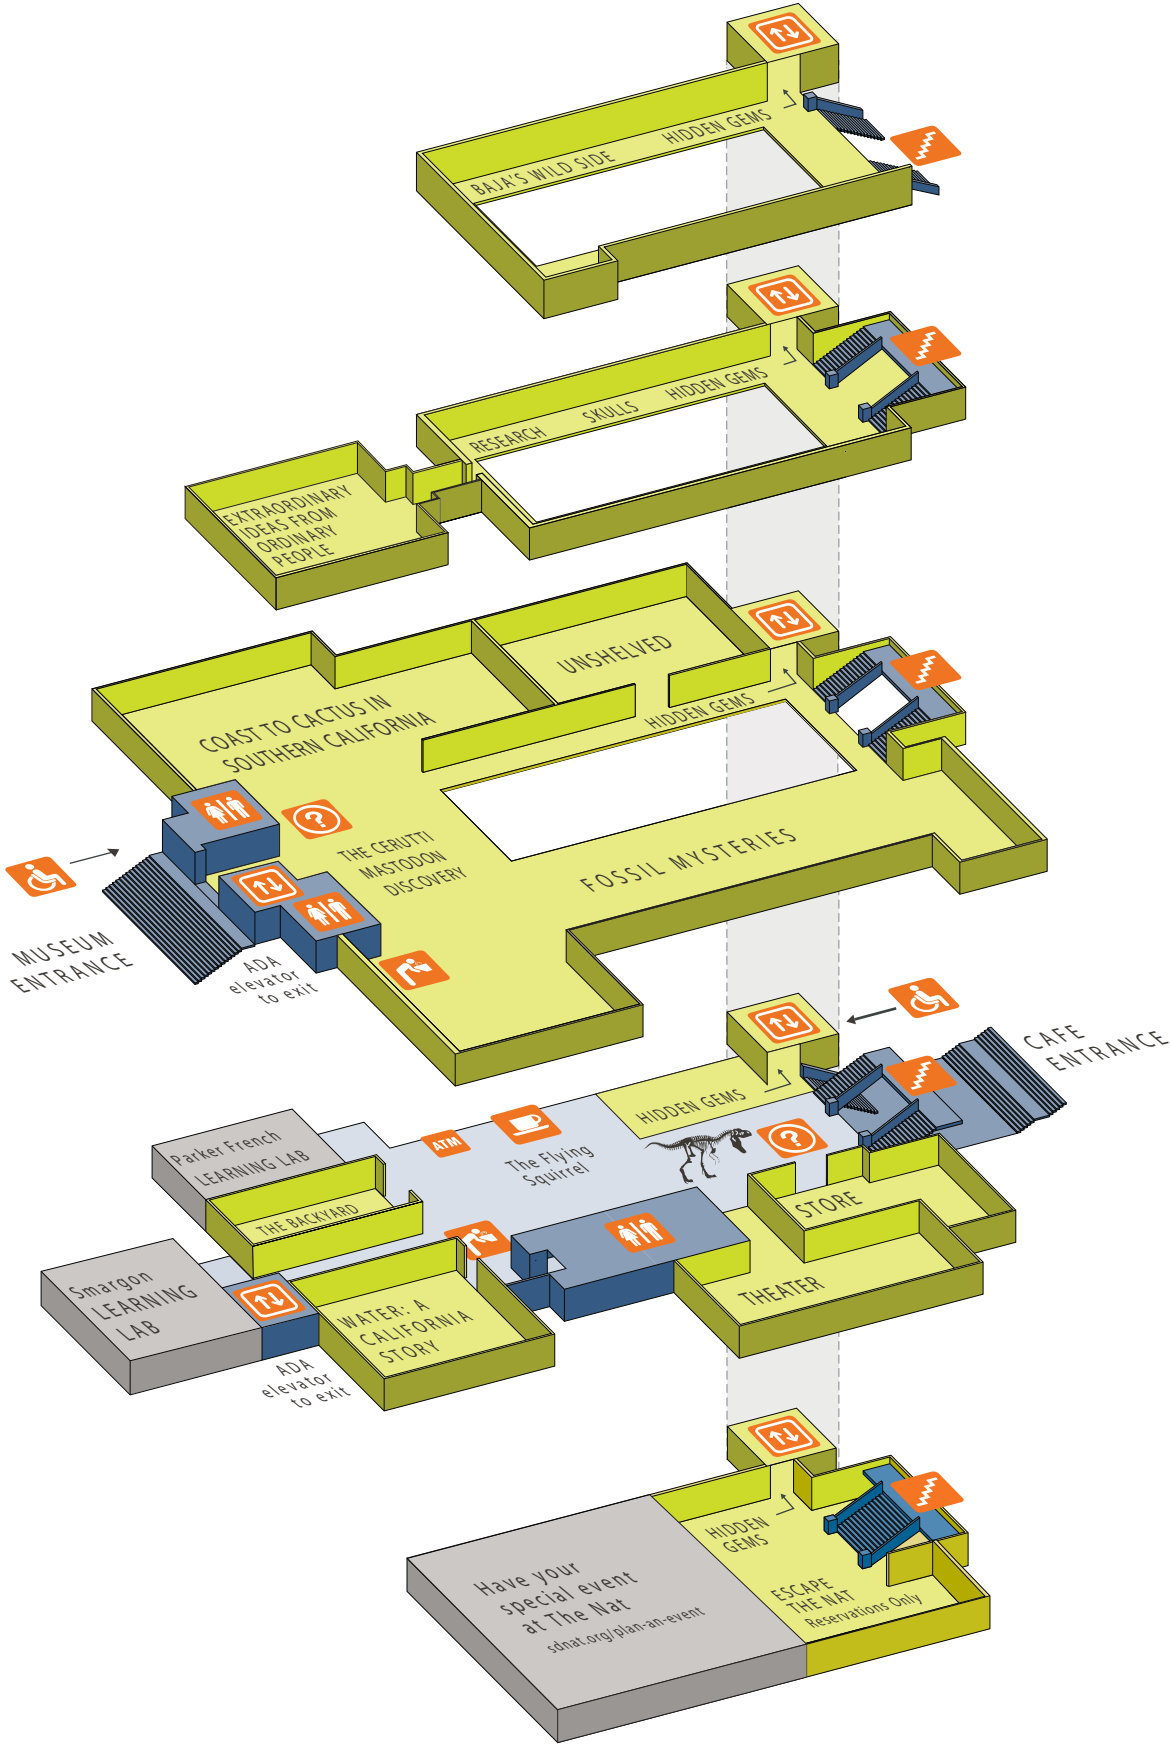 HIDDEN GEMS
BAJA'S WILD SIDE
RESEARCH
SKULLS
HIDDEN GEMS
EXTRAORDINARY
IDEAS FROM
ORDINARY
PEOPLE
UNSHELVED
COAST TO CACTUS IN
SOUTHERN CALIFORNIA
HIDDEN GEMS
?
THE CERUTTI
MASTODON
DISCOVERY
FOSSIL MYSTERIES
MUSEUM
ENTRANCE
ADA
elevator
to exit
CAFE
ENTRANCE
HIDDEN GEMS
ATM
The Flying
Squirrel
?
Parker French
LEARNING LAB
THE BACKYARD
STORE
Smargon
LEARNING
LAB
WATER: A
CALIFORNIA
STORY
THEATER
ADA
elevator
to exit
HIDDEN
GEMS
Have your
special event
at The Nat
sdnat.org/plan-an-event
ESCAPE
THE NAT
Reservations Only